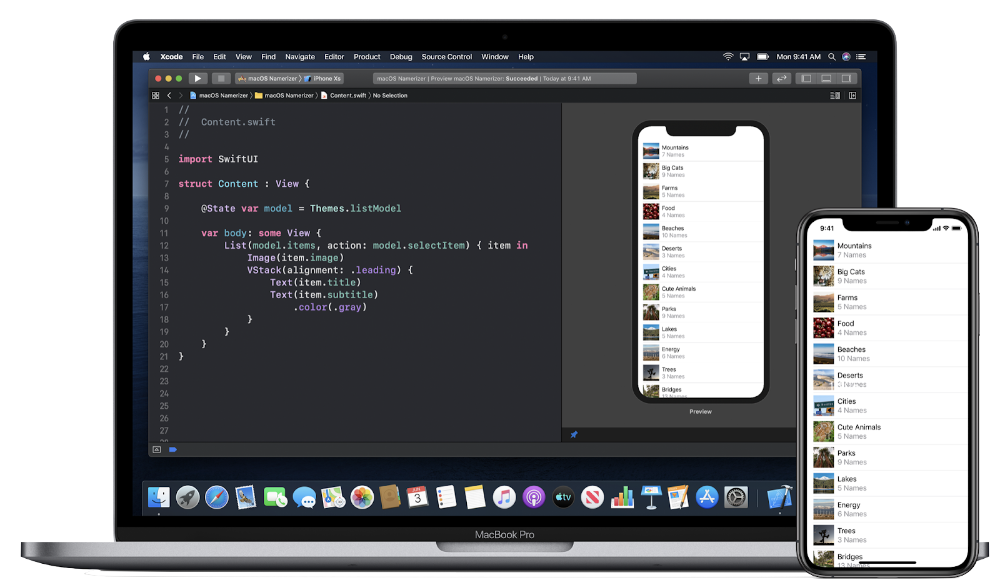 Xcode File Edit View Find Navigate Editor Product Debug Source Control Window Help Mon 9:41 AM
macOS Namerizer iPhone Xs macOS Namerizer | Preview macOS Namerizer: Succeeded | Today at 9:41 AM
macOS Namerizer macOS Namerizer Content.swift No Selection
1 //
2 // Content.swift
3 //
4
5 import SwiftUI
6
7 struct Content : View {
8
9 @State var model = Themes.listModel
10
11 var body: some View {
12 List(model.items, action: model.selectItem) { item in
13 Image(item.image)
14 VStack(alignment: .leading) {
15 Text(item.title)
16 Text(item.subtitle)
17 .color(.gray)
18 }
19 }
20 }
21 }
22
23
24
25
26
27
28
Mountains
7 Names
Big Cats
9 Names
Farms
5 Names
Food
4 Names
Beaches
10 Names
Deserts
3 Names
Cities
4 Names
Cute Animals
5 Names
Parks
9 Names
Lakes
5 Names
Energy
6 Names
Trees
3 Names
Bridges
13 Names
Preview
JUN
3
tv
MacBook Pro
9:41
Mountains
7 Names
Big Cats
9 Names
Farms
5 Names
Food
4 Names
Beaches
10 Names
Deserts
3 Names
Cities
4 Names
Cute Animals
5 Names
Parks
9 Names
Lakes
5 Names
Energy
6 Names
Trees
3 Names
Bridges
13 Names